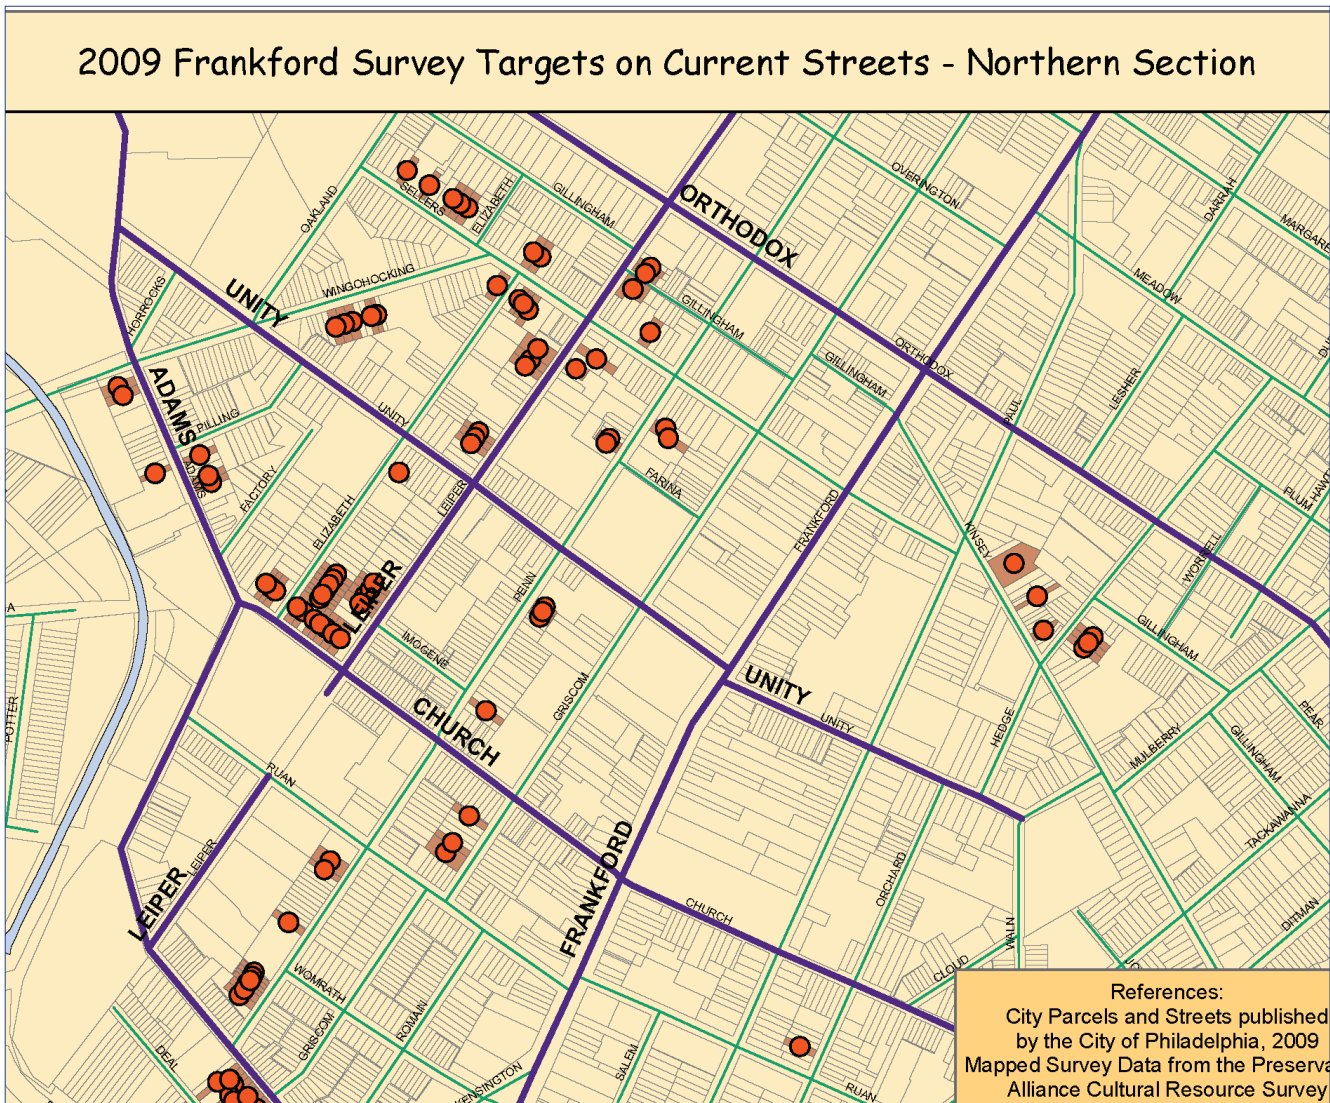 2009 Frankford Survey Targets on Current Streets - Northern Section
ORTHODOX
OVERINGTON
DARRAH
SELLERS
ELIZABETH
GILLINGHAM
OAKLAND
MEADOW
WINGOHOCKING
HORROCKS
UNITY
GILLINGHAM
ORTHODOX
GILLINGHAM
ADAMS
PILLING
UNITY
PAUL
LESHER
ADAMS
FACTORY
ELIZABETH
LEIPER
FARINA
FRANKFORD
PLUM
KINSEY
WORRELL
LEIPER
PENN
GILLINGHAM
IMOGENE
GRISCOM
UNITY
UNITY
POTTER
CHURCH
HEDGE
MULBERRY
PEAR
GILLINGHAM
RUAN
TACKAWANNA
LEIPER
LEIPER
FRANKFORD
ORCHARD
CHURCH
DITMAN
WALN
CLOUD
WOMRATH
ROMAIN
GRISCOM
DEAL
SALEM
KENSINGTON
RUAN
References:
City Parcels and Streets published
by the City of Philadelphia, 2009
Mapped Survey Data from the Preserva
Alliance Cultural Resource Survey